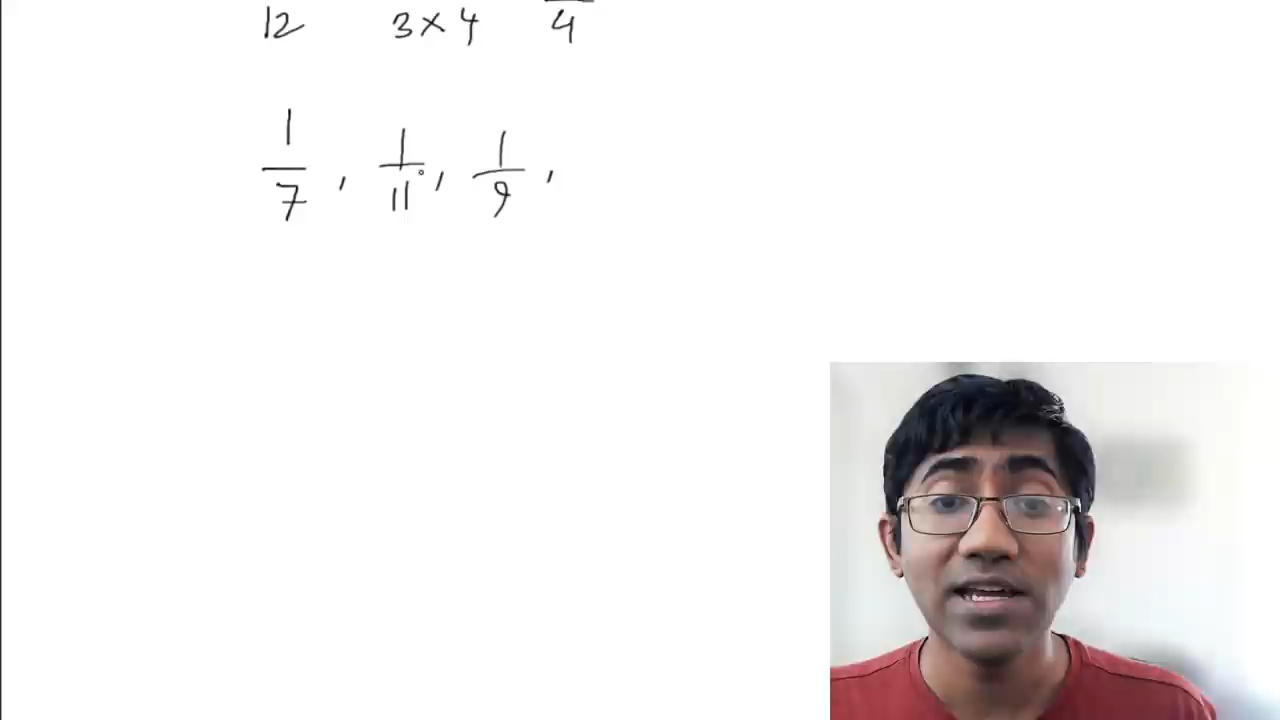 12 3 × 4 4
1/7 , 1/11 , 1/9 ,